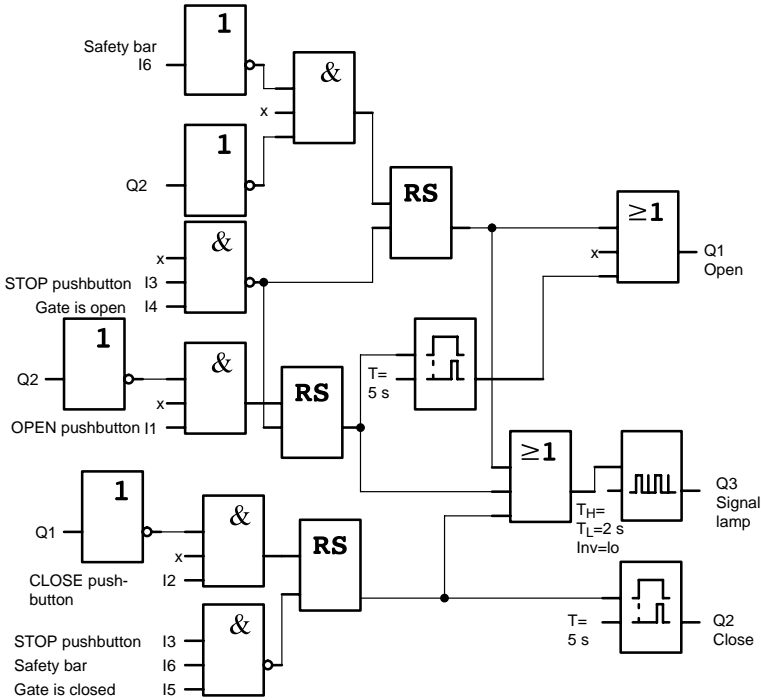 1
Safety bar
I6
&
x
1
Q2
RS
≥1
&
x
x
Q1
Open
STOP pushbutton I3
Gate is open I4
1
&
Q2
RS
T=
5 s
x
OPEN pushbutton I1
≥1
1
Q3
Signal
lamp
&
TH=
TL=2 s
Inv=lo
Q1
RS
x
CLOSE push-
button
I2
&
T=
5 s
Q2
Close
STOP pushbutton I3
Safety bar I6
Gate is closed I5